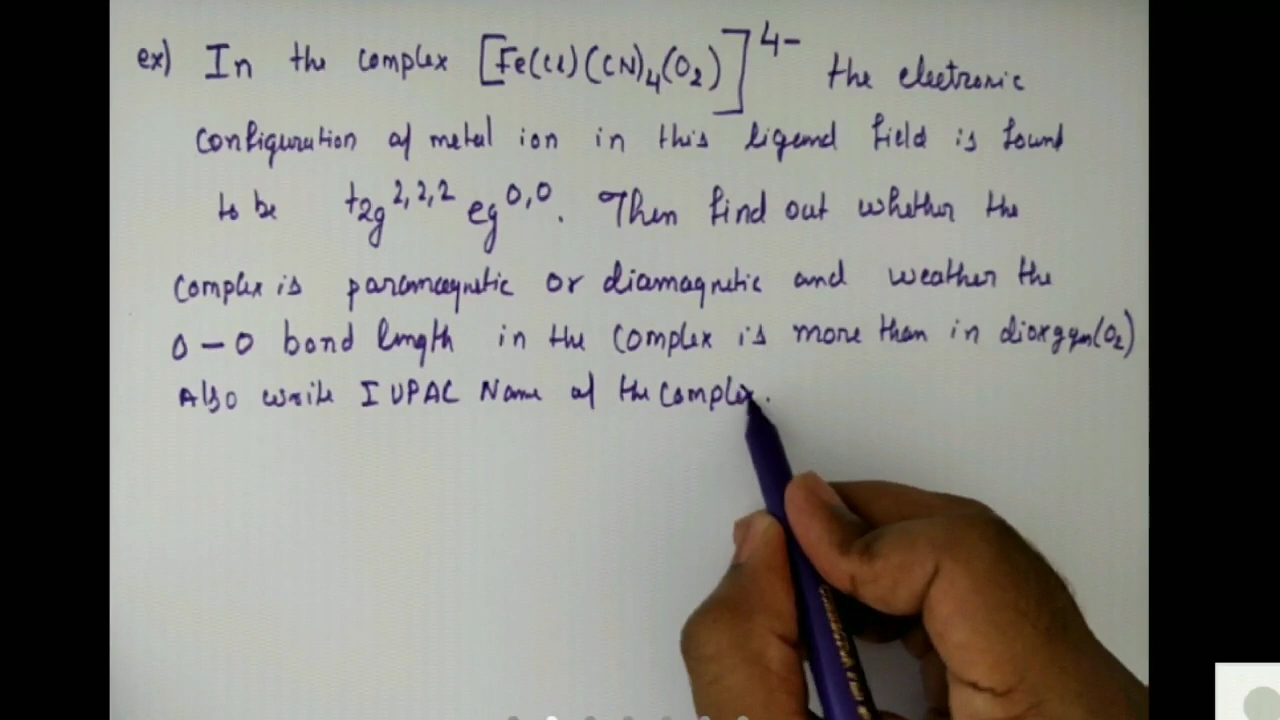 ex) In the complex [Fe(Cl)(CN)4(O2)]4- the electronic
configuration of metal ion in this ligand field is found
to be t2g2,2,2 eg0,0. Then find out whether the
complex is paramagnetic or diamagnetic and weather the
O-O bond length in the complex is more than in dioxygen(O2)
Also write IUPAC Name of the complex.